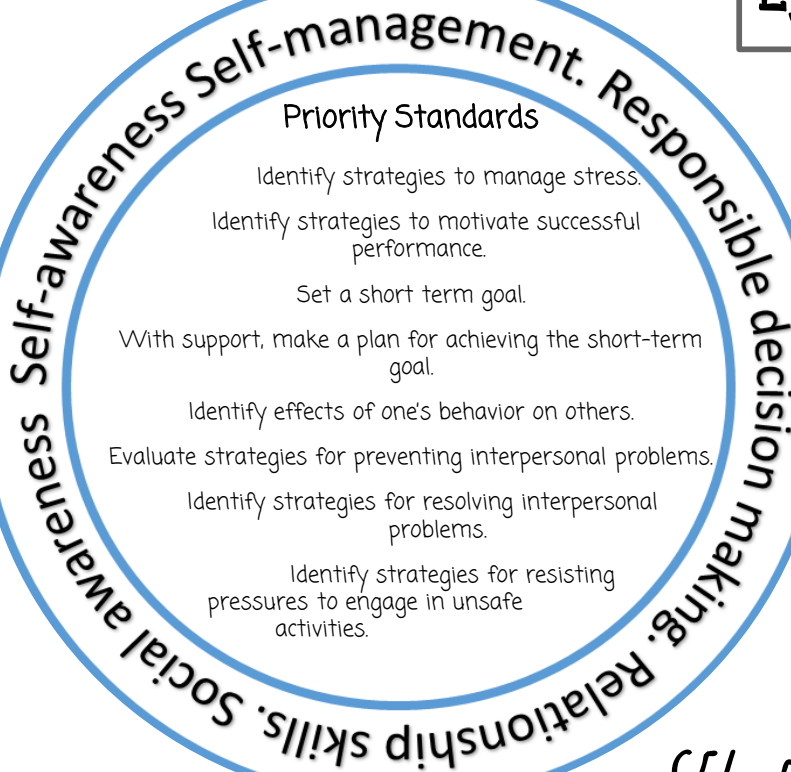 Self-awareness Self-management. Responsible decision making. Relationship skills. Social awareness
Priority Standards
Identify strategies to manage stress.
Identify strategies to motivate successful
performance.
Set a short term goal.
With support, make a plan for achieving the short-term
goal.
Identify effects of one's behavior on others.
Evaluate strategies for preventing interpersonal problems.
Identify strategies for resolving interpersonal
problems.
Identify strategies for resisting
pressures to engage in unsafe
activities.